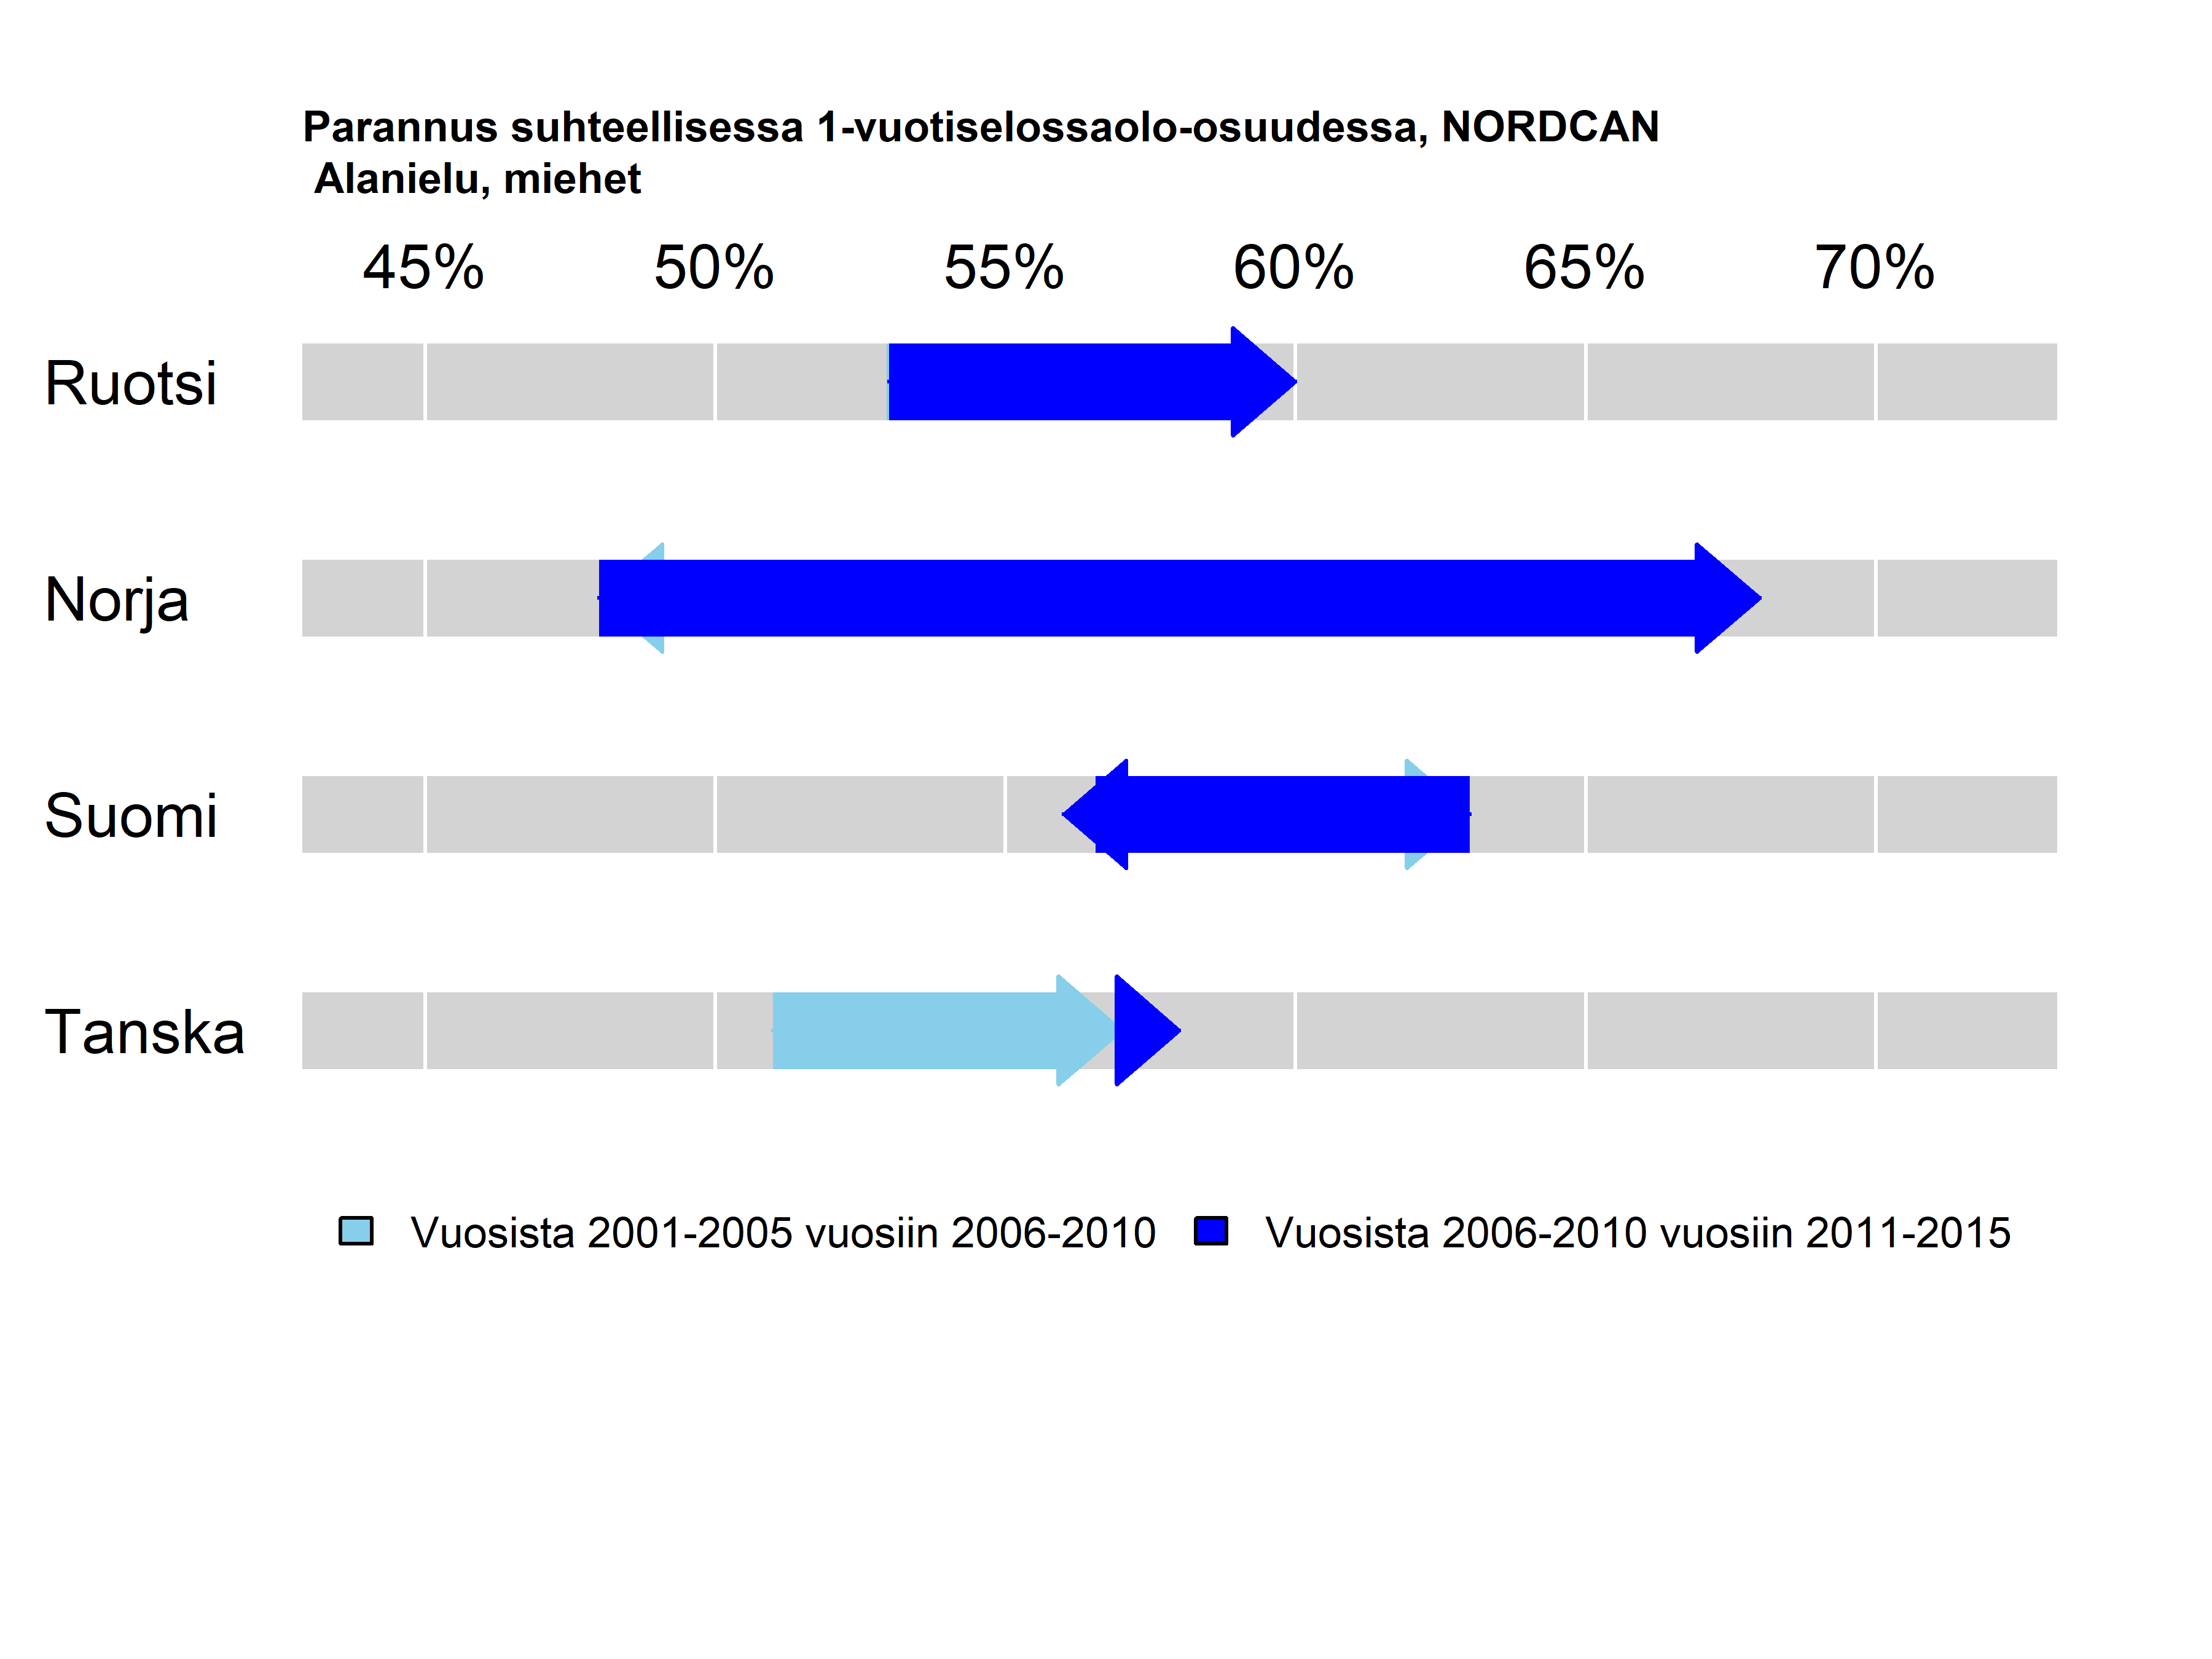 Parannus suhteellisessa 1-vuotiselossaolo-osuudessa, NORDCAN
Alanielu, miehet
45% 50% 55% 60% 65% 70%
Ruotsi
Norja
Suomi
Tanska
Vuosista 2001-2005 vuosiin 2006-2010 Vuosista 2006-2010 vuosiin 2011-2015